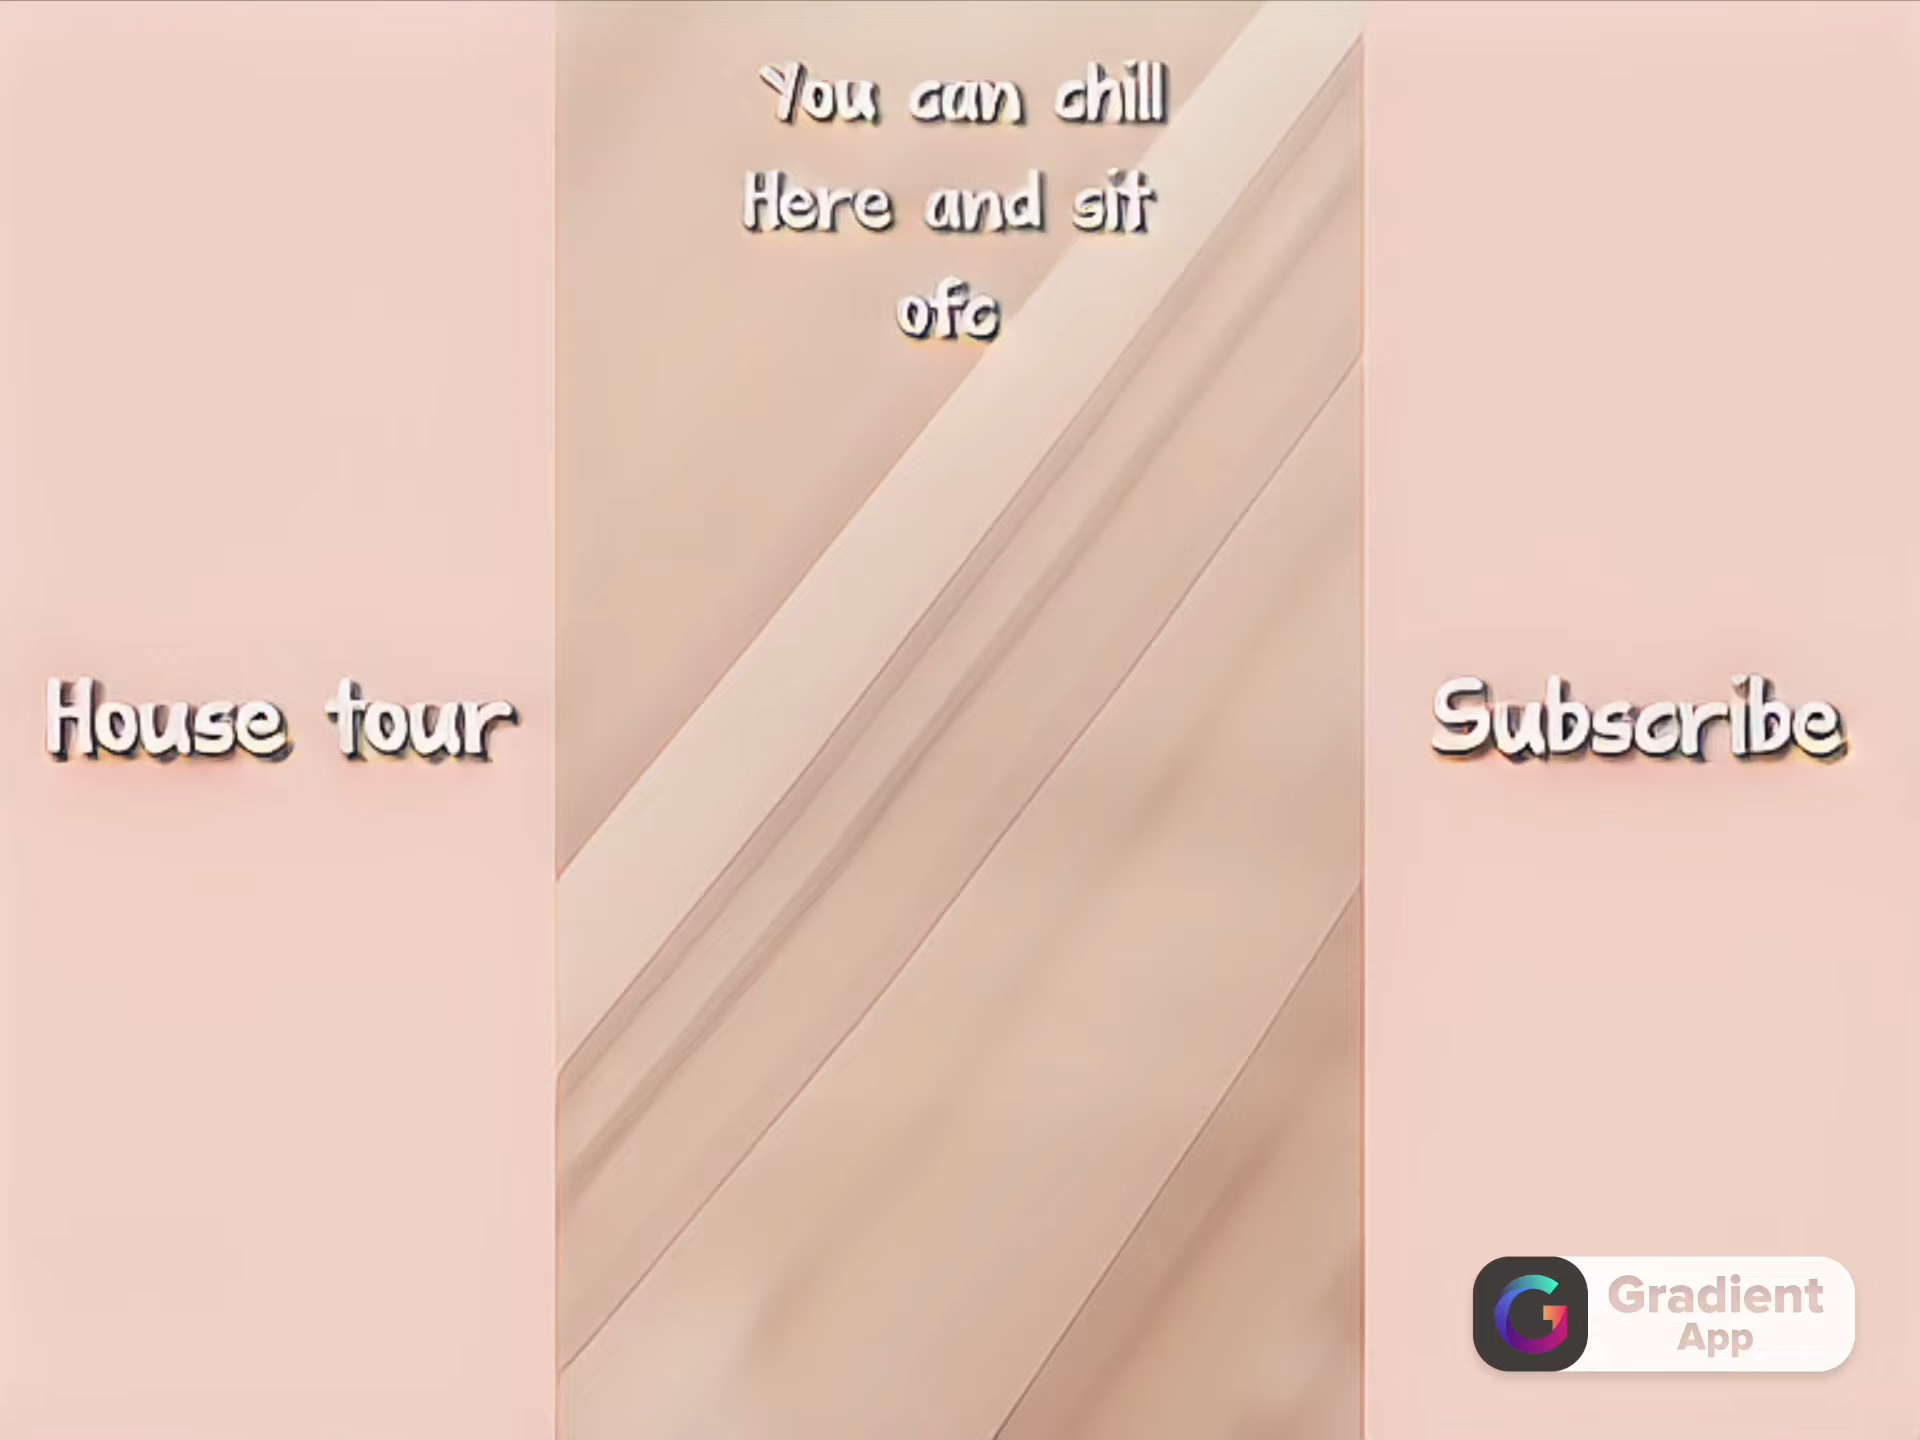 You can chill
Here and sit
ofc
House tour
Subscribe
Gradient
App